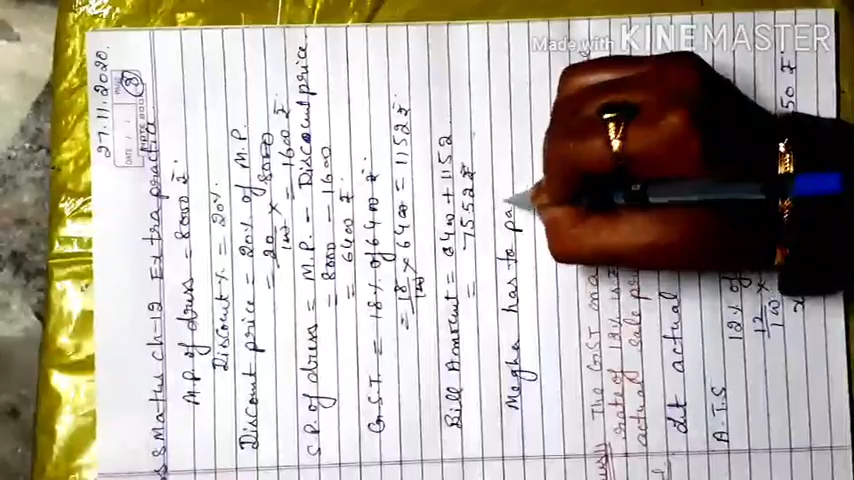 27.11.2020
PAGE
DATE
NOTE BOOK
Maths ch-12 Extra practice
M.P. of dress = 8000 ₹
Discount % = 20%
Discount price = 20% of M.P.
= 20/100 × 8000 = 1600 ₹
S.P. of dress = M.P. - Discount price
= 8000 - 1600
= 6400 ₹
G.S.T. = 18% of 6400 ₹
= 18/100 × 6400 = 1152 ₹
Bill Amount = 6400 + 1152
= 7552 ₹
Megha has to pa
The GST
rate of 12%
actual sale
let actual
A.T.S
12% of
12/100 ×
50 ₹
Made with KINEMASTER